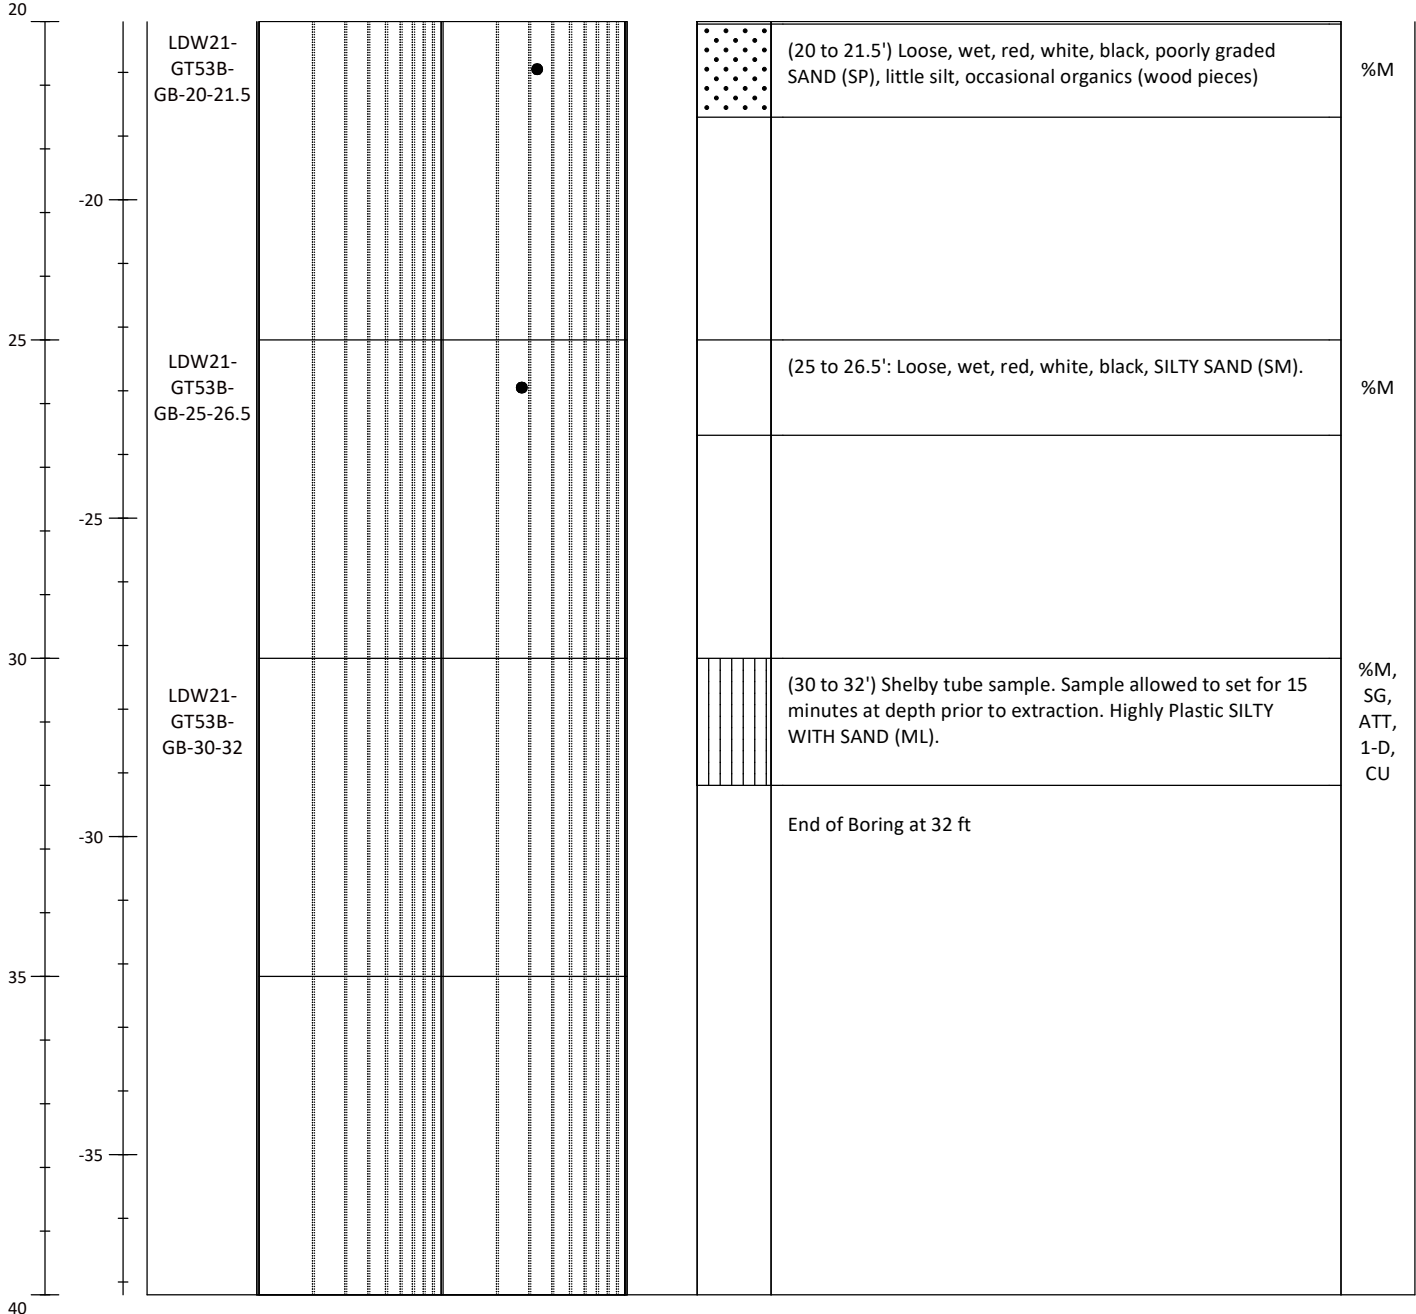 20
LDW21-
GT53B-
GB-20-21.5
(20 to 21.5') Loose, wet, red, white, black, poorly graded
SAND (SP), little silt, occasional organics (wood pieces)
%M
-20
25
LDW21-
GT53B-
GB-25-26.5
(25 to 26.5': Loose, wet, red, white, black, SILTY SAND (SM).
%M
-25
30
LDW21-
GT53B-
GB-30-32
(30 to 32') Shelby tube sample. Sample allowed to set for 15
minutes at depth prior to extraction. Highly Plastic SILTY
WITH SAND (ML).
%M,
SG,
ATT,
1-D,
CU
-30
End of Boring at 32 ft
35
-35
40